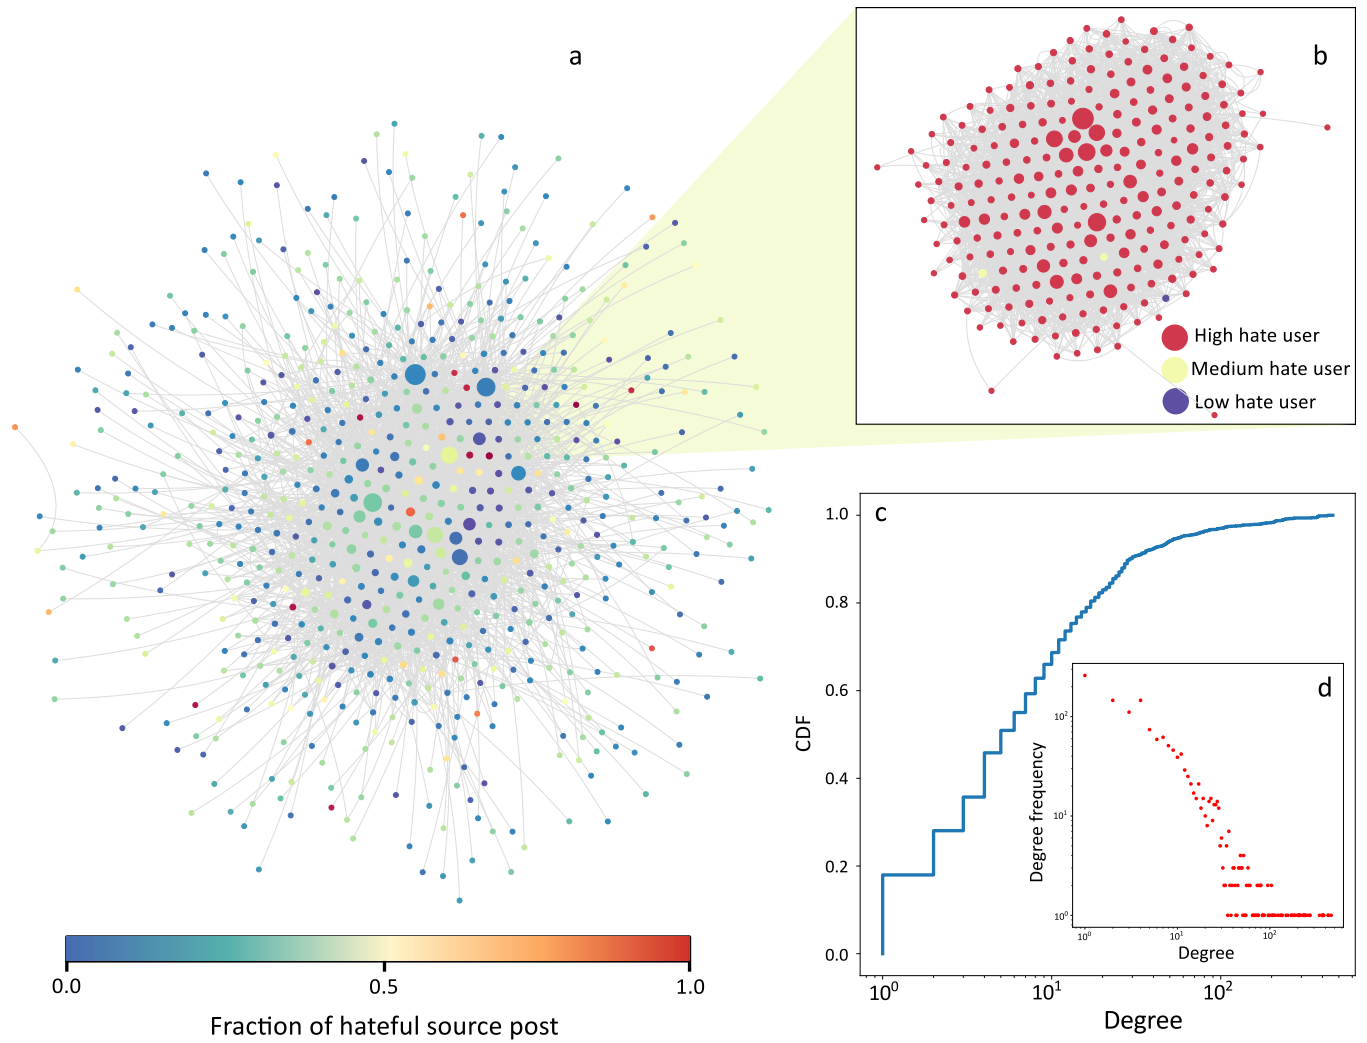 a
b
High hate user
Medium hate user
Low hate user
c
1.0
0.8
0.6
0.4
0.2
0.0
CDF
10^0
10^1
10^2
Degree
d
10^2
10^1
10^0
Degree frequency
10^0
10^1
10^2
Degree
0.0
0.5
1.0
Fraction of hateful source post